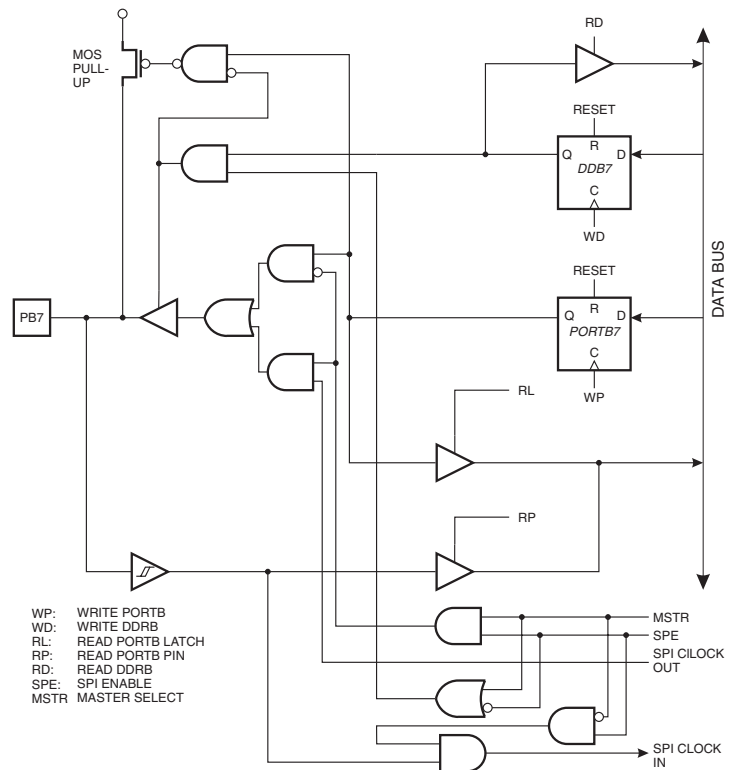 RD
MOS
PULL-
UP
RESET
R
Q
D
DDB7
C
WD
DATA BUS
RESET
R
Q
D
PORTB7
C
WP
PB7
RL
RP
WP: WRITE PORTB
WD: WRITE DDRB
RL: READ PORTB LATCH
RP: READ PORTB PIN
RD: READ DDRB
SPE: SPI ENABLE
MSTR MASTER SELECT
MSTR
SPE
SPI ClLOCK
OUT
SPI CLOCK
IN